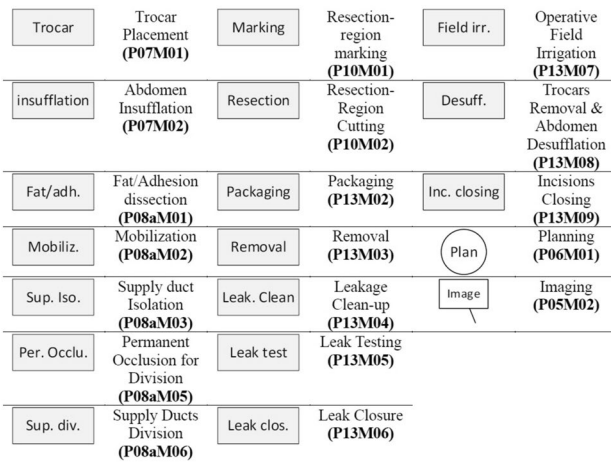 Trocar
Trocar
Placement
(P07M01)
Marking
Resection-
region
marking
(P10M01)
Field irr.
Operative
Field
Irrigation
(P13M07)
insufflation
Abdomen
Insufflation
(P07M02)
Resection
Resection-
Region
Cutting
(P10M02)
Desuff.
Trocars
Removal &
Abdomen
Desufflation
(P13M08)
Fat/adh.
Fat/Adhesion
dissection
(P08aM01)
Packaging
Packaging
(P13M02)
Inc. closing
Incisions
Closing
(P13M09)
Mobiliz.
Mobilization
(P08aM02)
Removal
Removal
(P13M03)
Plan
Planning
(P06M01)
Sup. Iso.
Supply duct
Isolation
(P08aM03)
Leak. Clean
Leakage
Clean-up
(P13M04)
Image
Imaging
(P05M02)
Per. Occlu.
Permanent
Occlusion for
Division
(P08aM05)
Leak test
Leak Testing
(P13M05)
Sup. div.
Supply Ducts
Division
(P08aM06)
Leak clos.
Leak Closure
(P13M06)